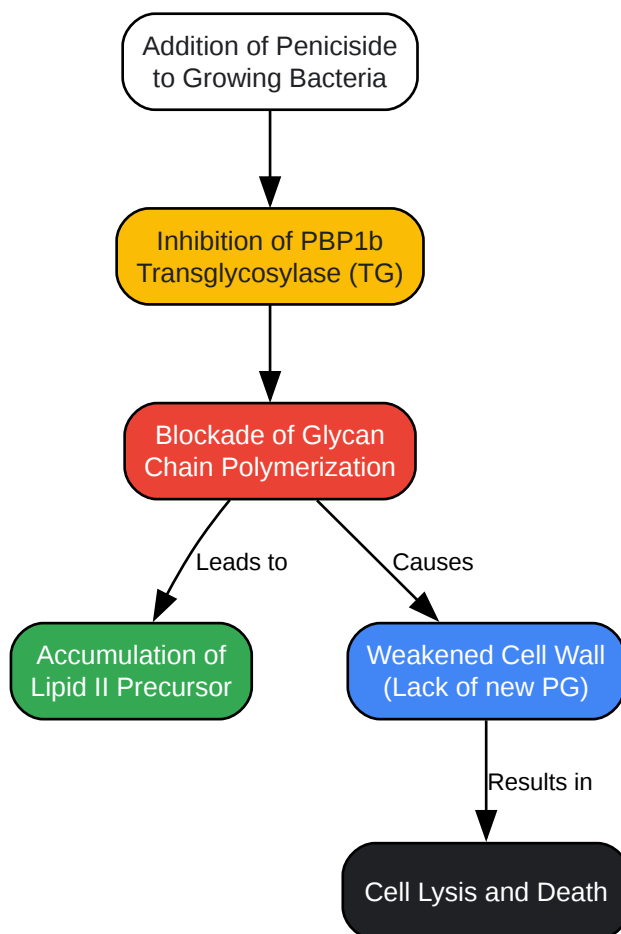 Addition of Peniciside
to Growing Bacteria
Inhibition of PBP1b
Transglycosylase (TG)
Blockade of Glycan
Chain Polymerization
Leads to
Causes
Accumulation of
Lipid II Precursor
Weakened Cell Wall
(Lack of new PG)
Results in
Cell Lysis and Death